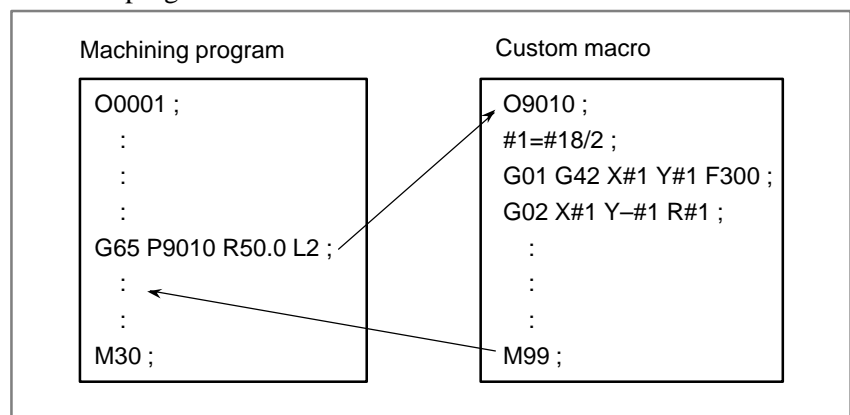 Machining program
O0001 ;
:
:
:
G65 P9010 R50.0 L2 ;
:
:
M30 ;
Custom macro
O9010 ;
#1=#18/2 ;
G01 G42 X#1 Y#1 F300 ;
G02 X#1 Y–#1 R#1 ;
:
:
:
M99 ;